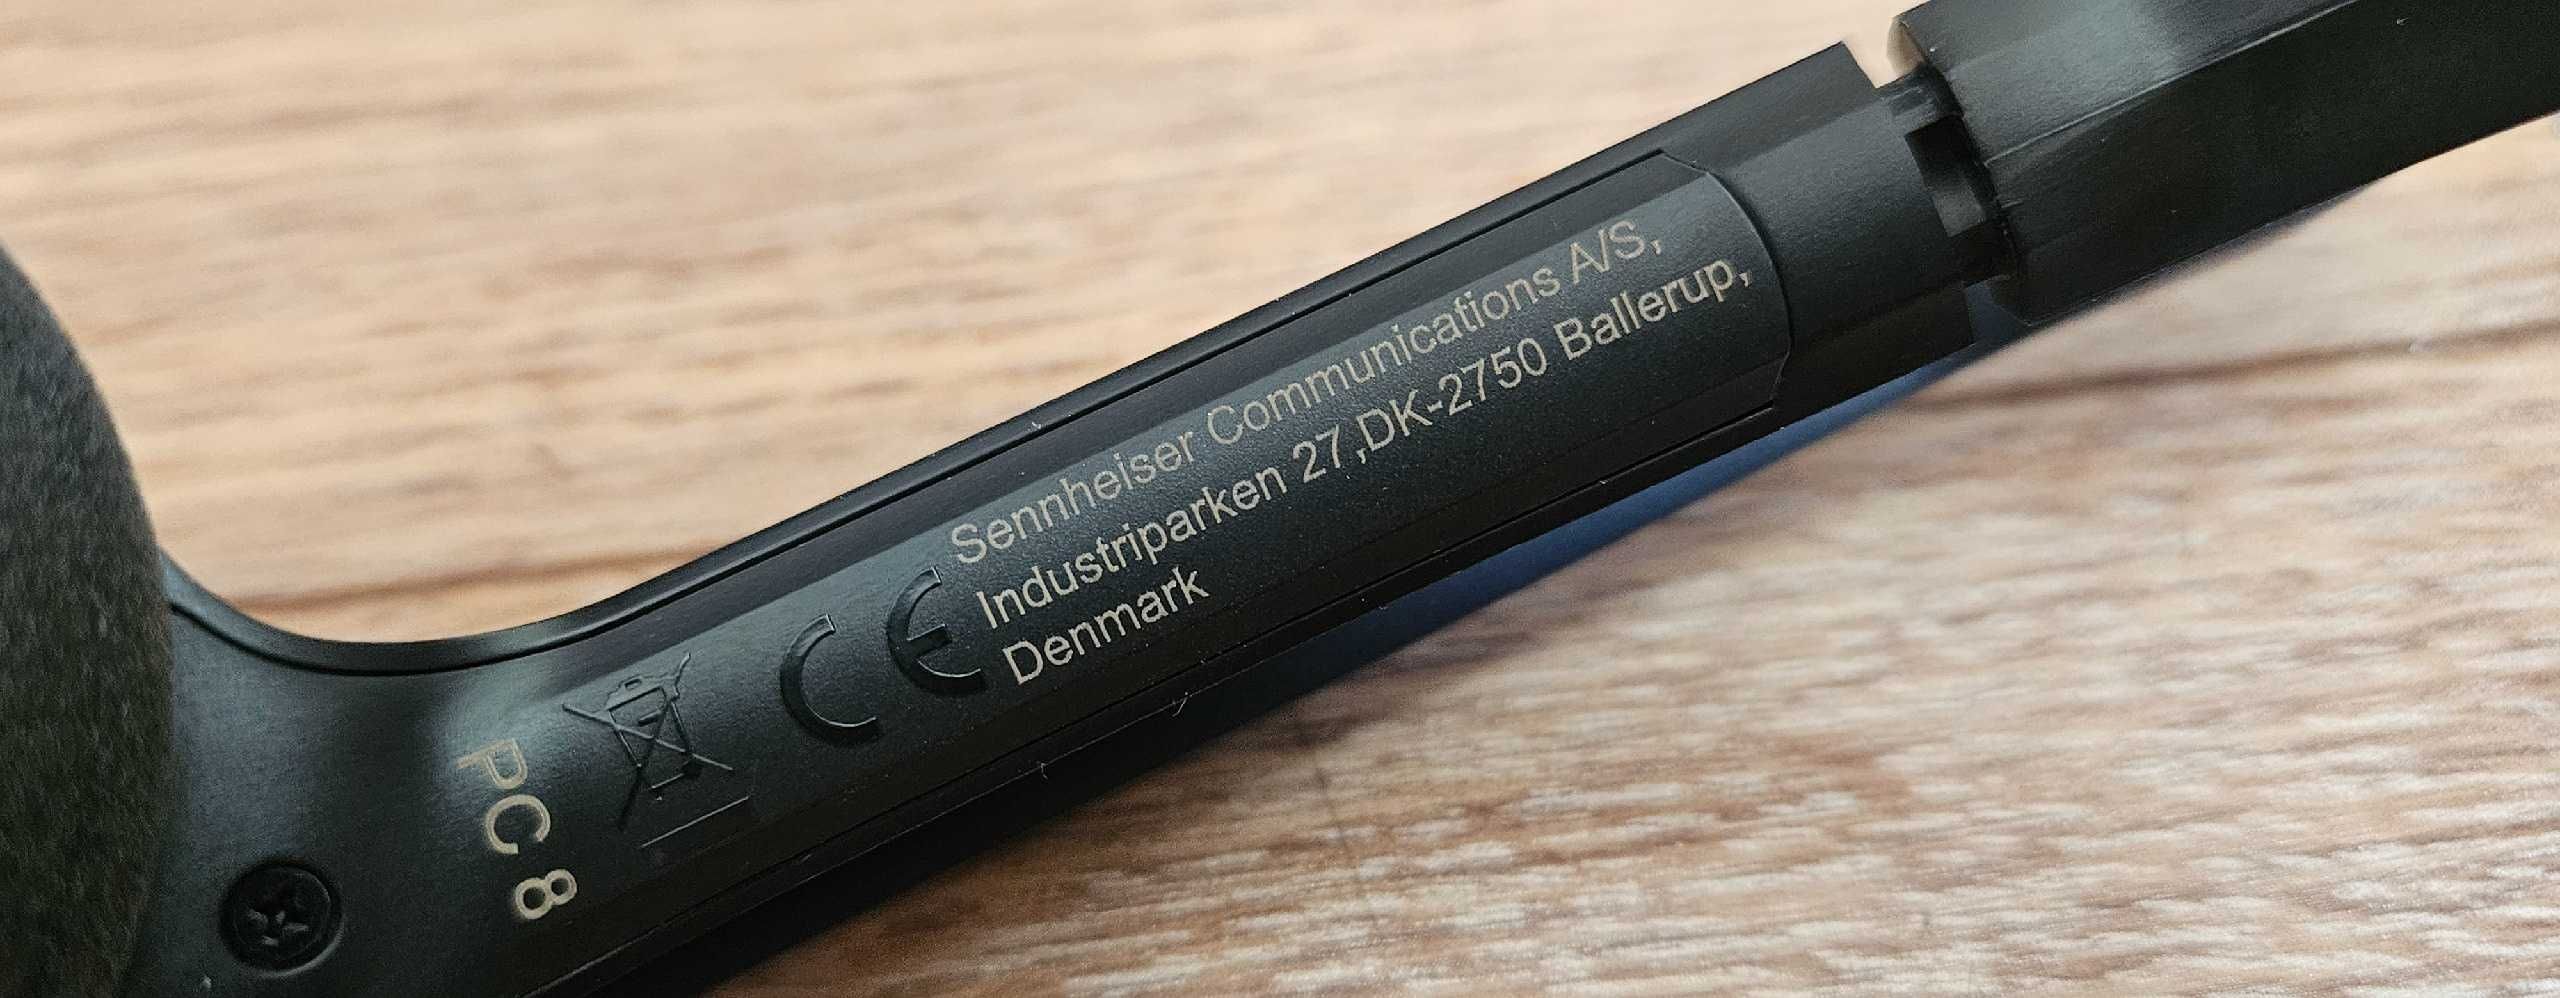 Sennheiser Communications A/S,
Industriparken 27,DK-2750 Ballerup,
Denmark
CE
PC 8